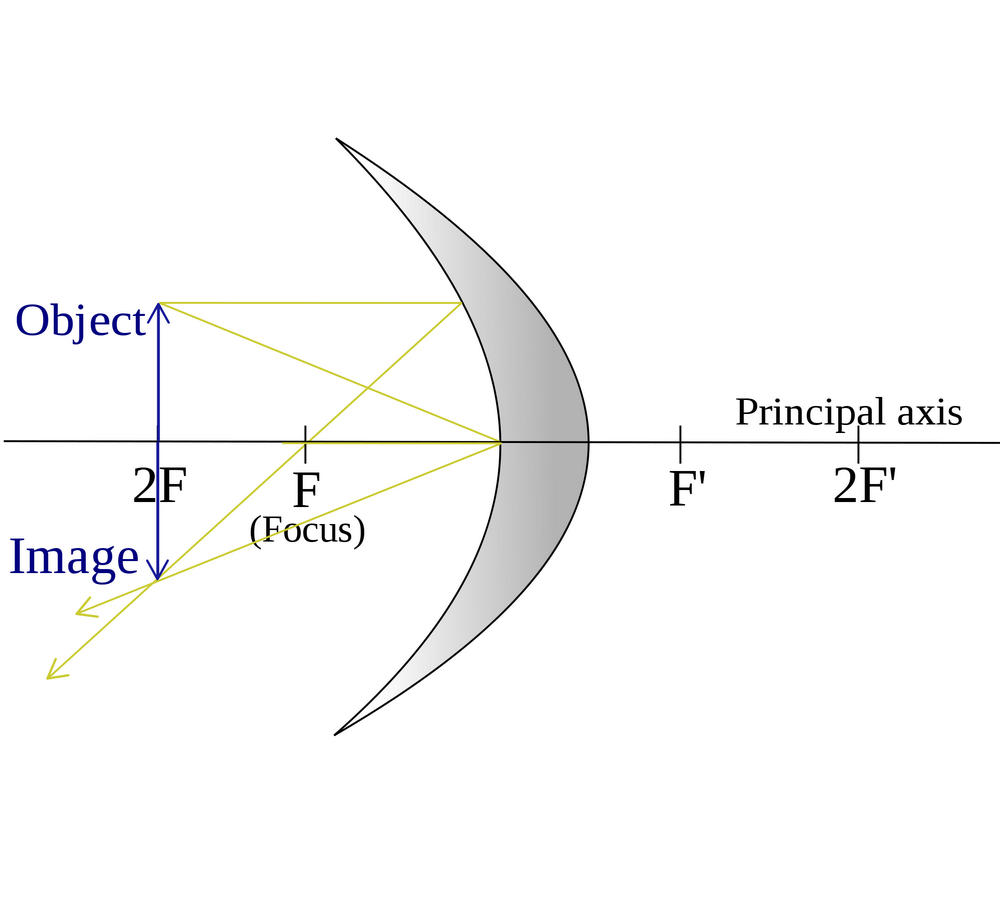 Object
Principal axis
2F
F
(Focus)
F'
2F'
Image